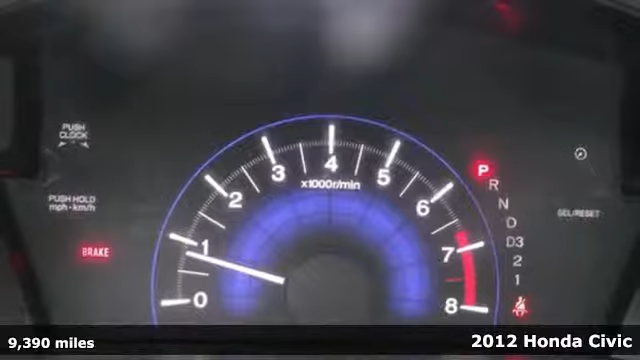 PUSH
CLOCK
PUSH HOLD
mph - km/h
BRAKE
0
1
2
3
4
5
6
7
8
x1000r/min
P
R
N
D
D3
2
1
SEL/RESET
9,390 miles
2012 Honda Civic